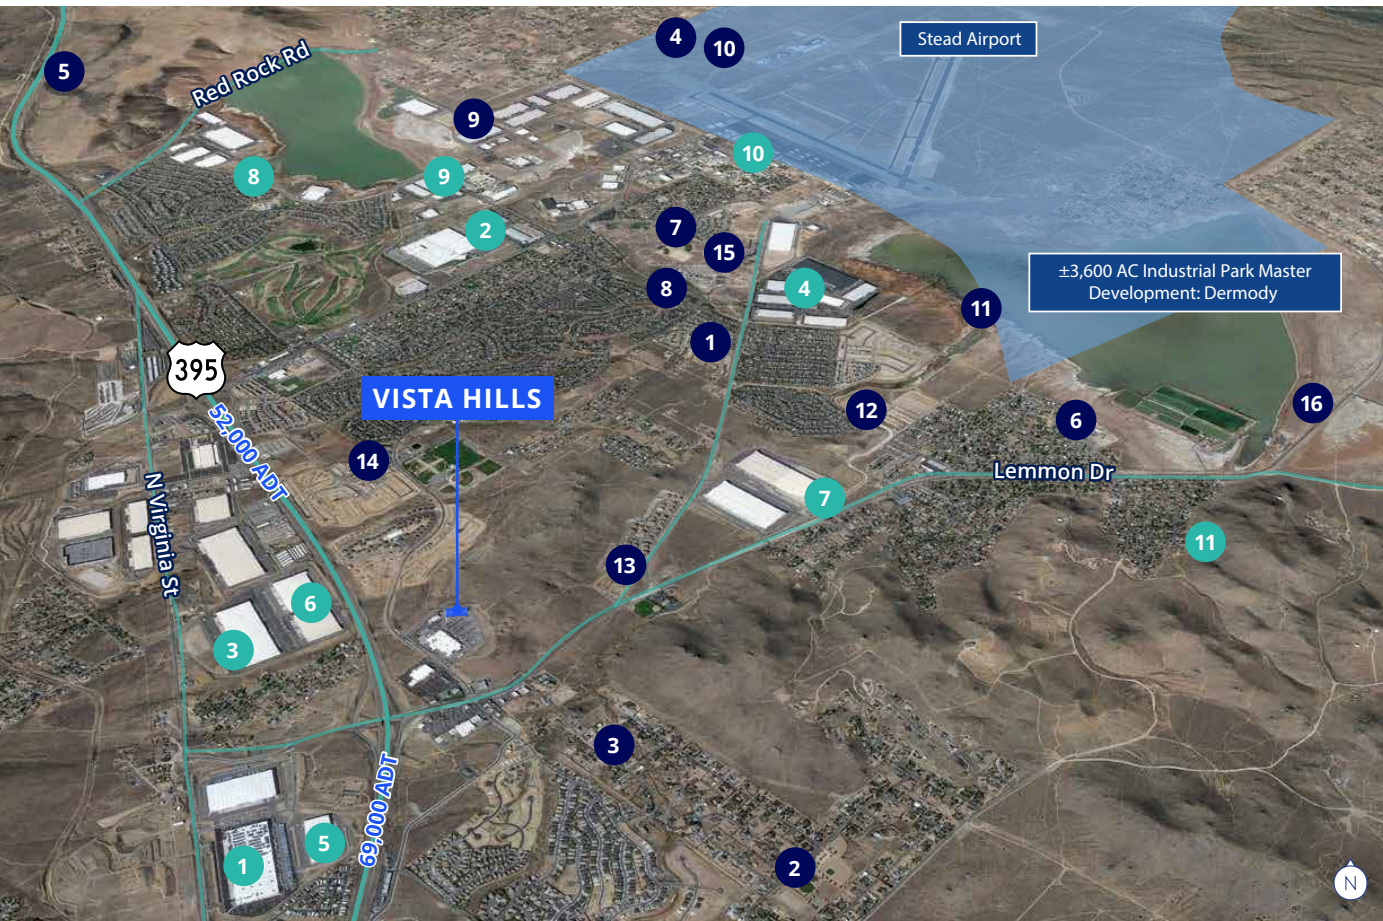 4
10
Stead Airport
5
Red Rock Rd
9
10
8
9
2
7
15
8
4
±3,600 AC Industrial Park Master
Development: Dermody
11
1
395
VISTA HILLS
52,000 ADT
12
6
16
14
Lemmon Dr
N Virginia St
7
11
13
6
3
3
69,000 ADT
5
1
2
N